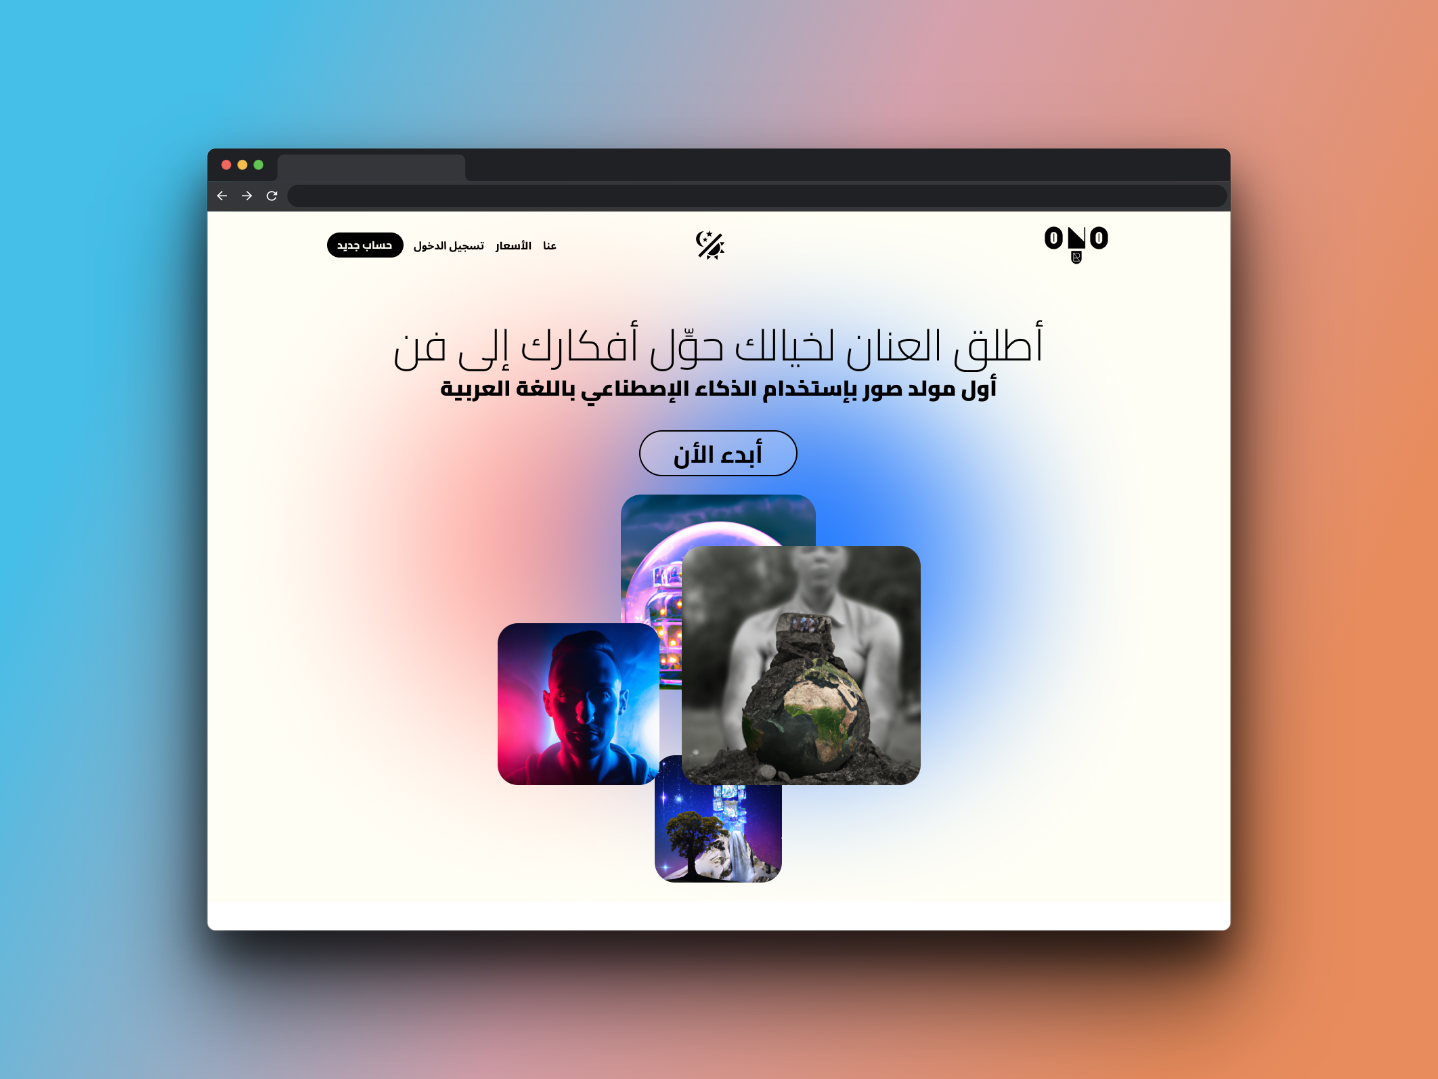 عنا الأسعار تسجيل الدخول حساب جديد
أطلق العنان لخيالك حوِّل أفكارك إلى فن
أول مولد صور بإستخدام الذكاء الإصطناعي باللغة العربية
أبدء الأن